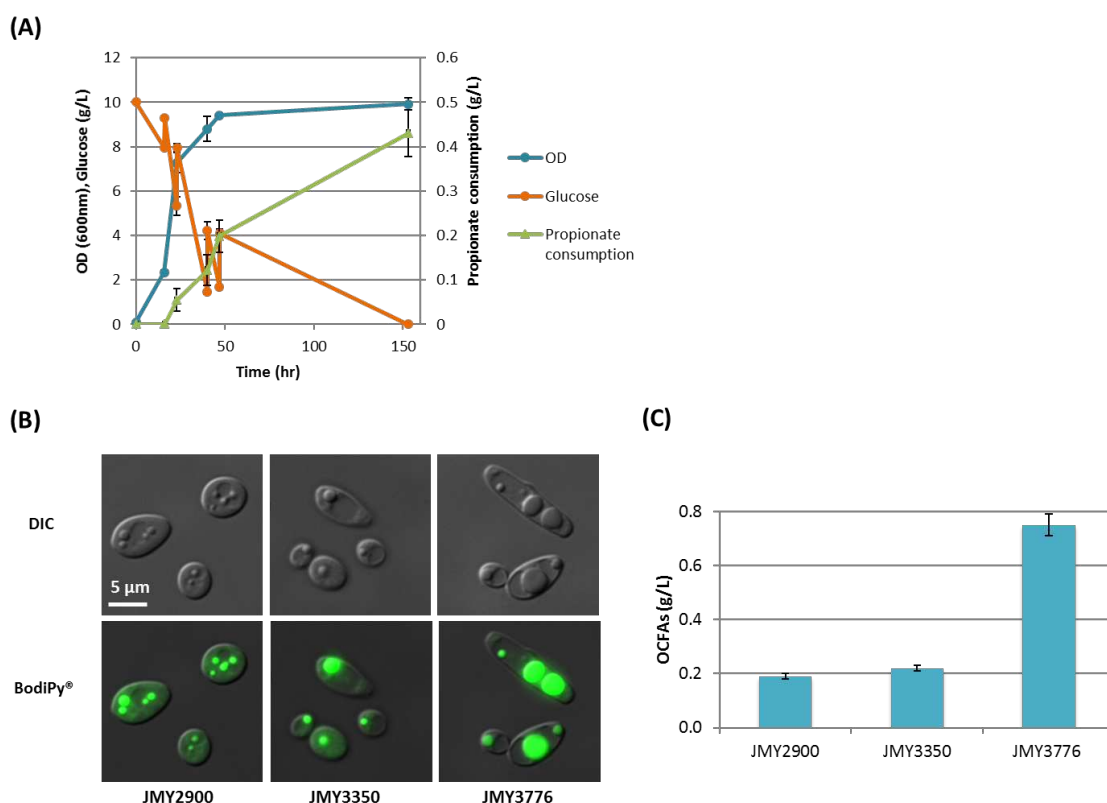 (A)
12
10
8
6
4
2
0
OD (600nm), Glucose (g/L)
0.6
0.5
0.4
0.3
0.2
0.1
0
Propionate consumption (g/L)
0
50
100
150
Time (hr)
OD
Glucose
Propionate
consumption
(B)
DIC
5 µm
BodiPy®
JMY2900
JMY3350
JMY3776
(C)
0.8
0.6
0.4
0.2
0.0
OCFAs (g/L)
JMY2900
JMY3350
JMY3776